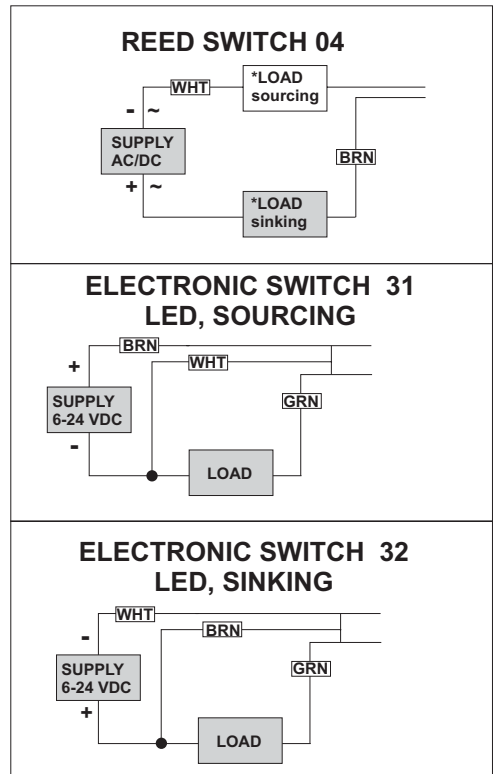 REED SWITCH 04
*LOAD
sourcing
WHT
- ~
SUPPLY
AC/DC
BRN
+ ~
*LOAD
sinking
ELECTRONIC SWITCH 31
LED, SOURCING
BRN
+
WHT
SUPPLY
6-24 VDC
GRN
-
LOAD
ELECTRONIC SWITCH 32
LED, SINKING
WHT
-
BRN
SUPPLY
6-24 VDC
GRN
+
LOAD